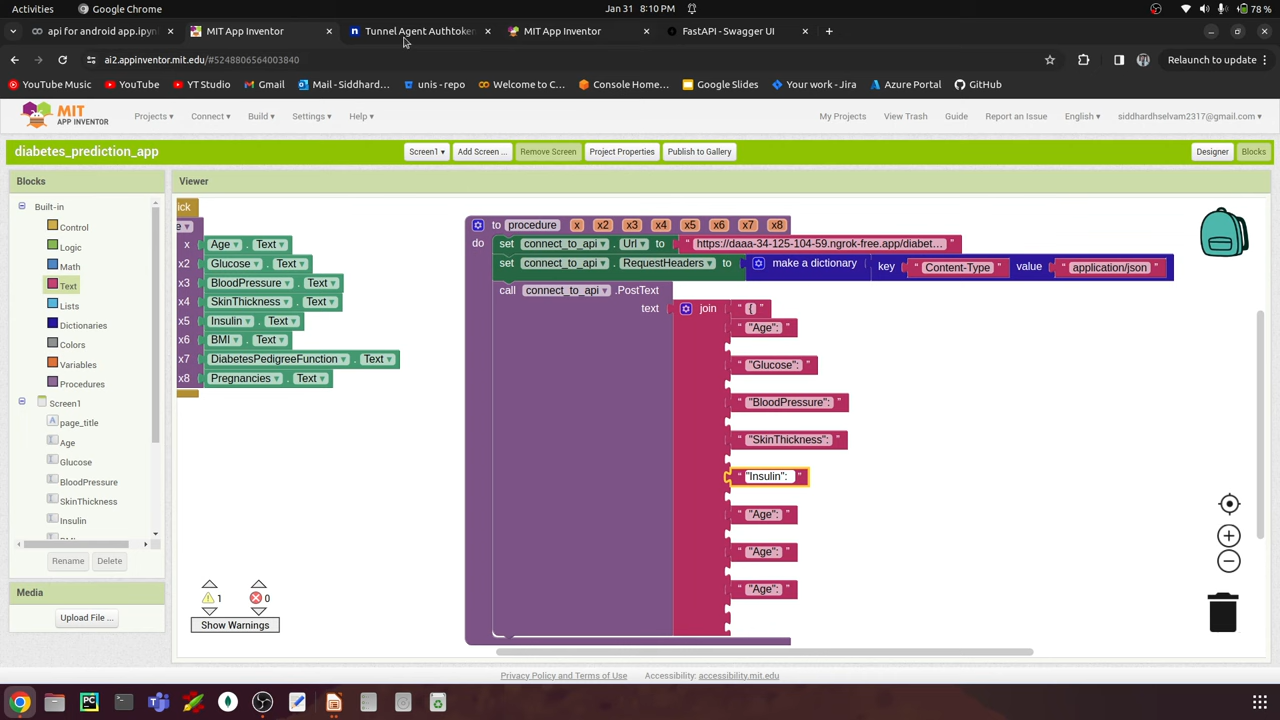 Activities
Google Chrome
Jan 31 8:10 PM
78 %
api for android app.ipynb
MIT App Inventor
Tunnel Agent Authtoken
MIT App Inventor
FastAPI - Swagger UI
ai2.appinventor.mit.edu/#5248806564003840
Relaunch to update
YouTube Music
YouTube
YT Studio
Gmail
Mail - Siddhard...
unis - repo
Welcome to C...
Console Home...
Google Slides
Your work - Jira
Azure Portal
GitHub
MIT
APP INVENTOR
Projects
Connect
Build
Settings
Help
My Projects
View Trash
Guide
Report an Issue
English
siddhardhselvam2317@gmail.com
diabetes_prediction_app
Screen1
Add Screen ...
Remove Screen
Project Properties
Publish to Gallery
Designer
Blocks
Blocks
Viewer
Built-in
Control
Logic
Math
Text
Lists
Dictionaries
Colors
Variables
Procedures
Screen1
page_title
Age
Glucose
BloodPressure
SkinThickness
Insulin
Rename
Delete
Media
Upload File ...
ick
e
x Age . Text
x2 Glucose . Text
x3 BloodPressure . Text
x4 SkinThickness . Text
x5 Insulin . Text
x6 BMI . Text
x7 DiabetesPedigreeFunction . Text
x8 Pregnancies . Text
to procedure x x2 x3 x4 x5 x6 x7 x8
do set connect_to_api . Url to “ https://daaa-34-125-104-59.ngrok-free.app/diabet... ”
set connect_to_api . RequestHeaders to make a dictionary key “ Content-Type ” value “ application/json ”
call connect_to_api .PostText
text join “ { ”
“ "Age": ”
“ "Glucose": ”
“ "BloodPressure": ”
“ "SkinThickness": ”
“ "Insulin": ”
“ "Age": ”
“ "Age": ”
“ "Age": ”
1
0
Show Warnings
Privacy Policy and Terms of Use
Accessibility: accessibility.mit.edu